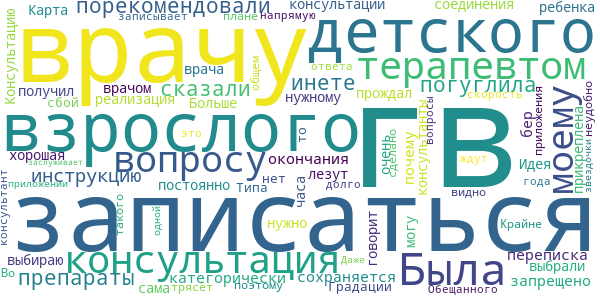 Карта порекомендовали консультации соединения ребенка
записывает плане напрямую
Консультацию врачу детского
врача общем ответа терапевтом
получил врачом сказали инете погуглила
сбой реализация Больше нужному прождал скорость
взрослого ГВ моему
то вопросы консультанты почему очень сделано
это ждут бер приложения неудобно
хорошая вопросу окончания Идея прикреплена звездочки
заслуживает лезут
приложении инструкцию постоянно типа нет часа долго видно года
консультант записаться
такого одной нужно говорит могу Крайне
выбираю консультация Была переписка
Во препараты категорически сохраняется выбрали
сама трясет поэтому Даже градации Обещанного запрещено